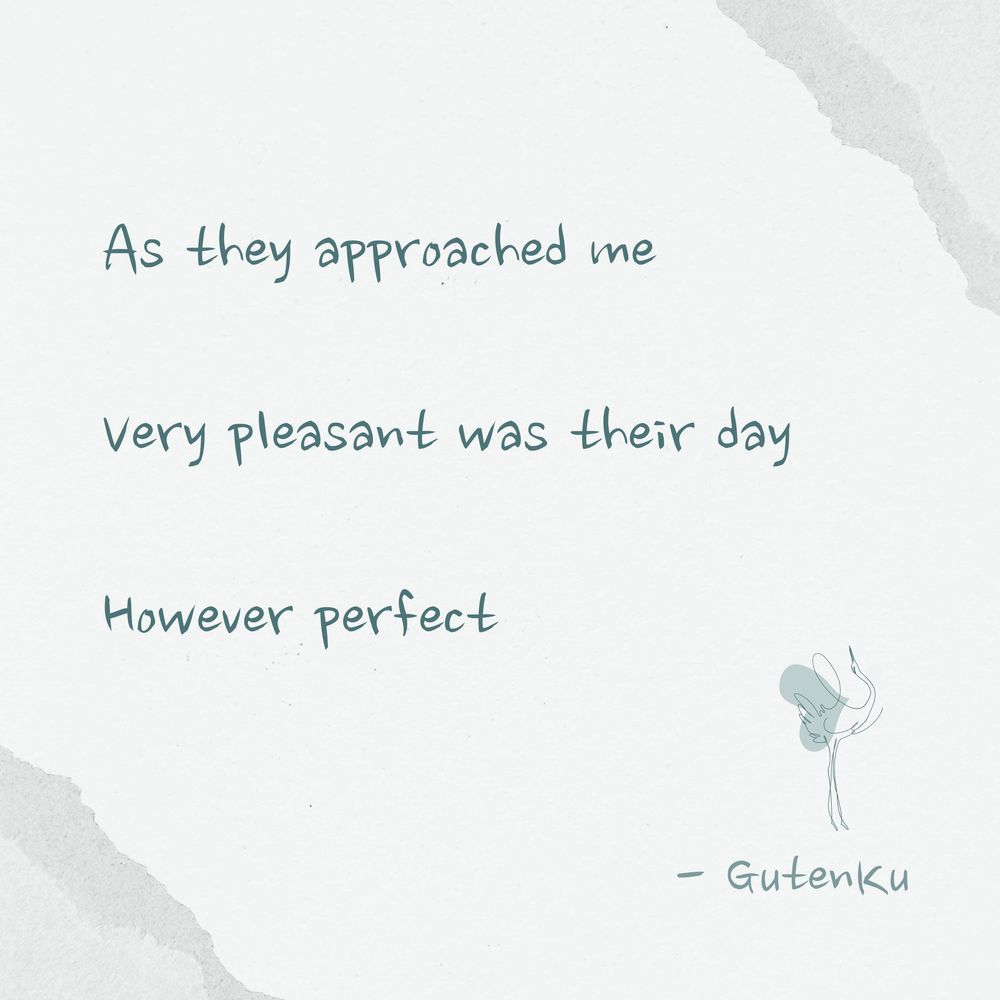 As they approached me
Very pleasant was their day
However perfect
- GutenKu